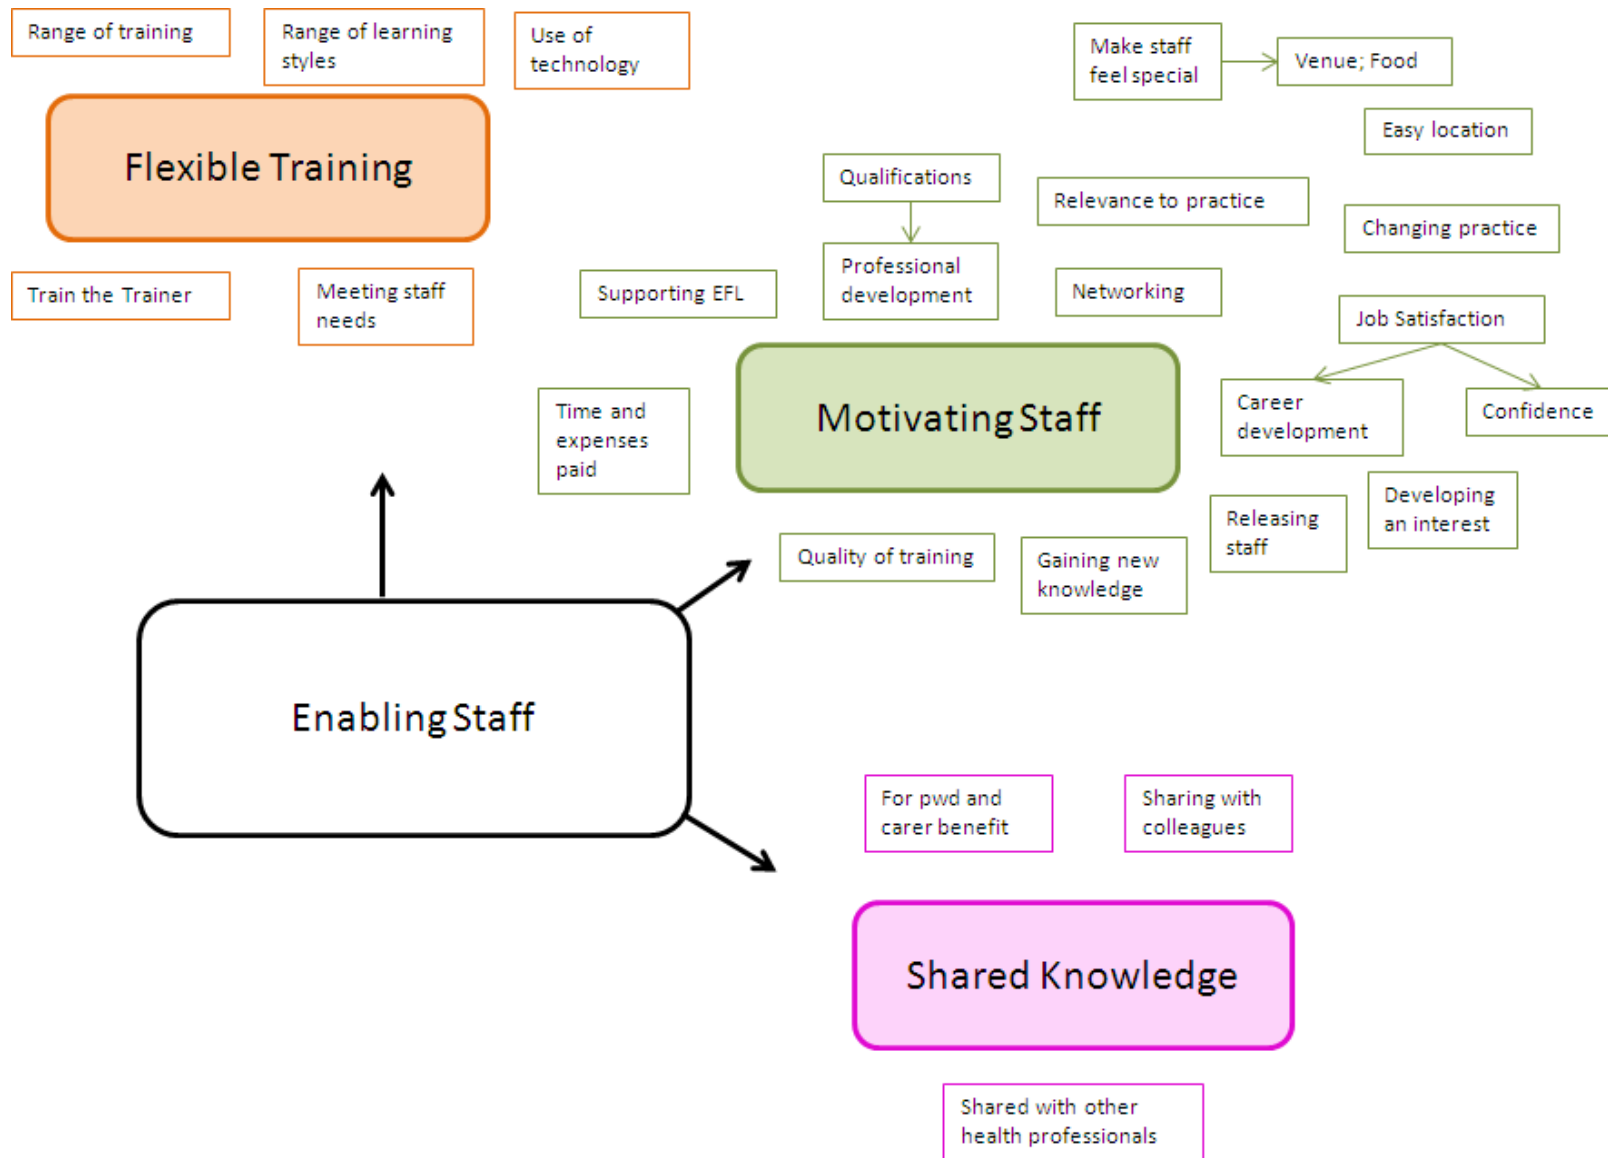 Range of training
Range of learning
styles
Use of
technology
Flexible Training
Train the Trainer
Meeting staff
needs
Make staff
feel special
Venue; Food
Easy location
Qualifications
Relevance to practice
Changing practice
Supporting EFL
Professional
development
Networking
Job Satisfaction
Time and
expenses
paid
Motivating Staff
Career
development
Confidence
Quality of training
Gaining new
knowledge
Releasing
staff
Developing
an interest
Enabling Staff
For pwd and
carer benefit
Sharing with
colleagues
Shared Knowledge
Shared with other
health professionals